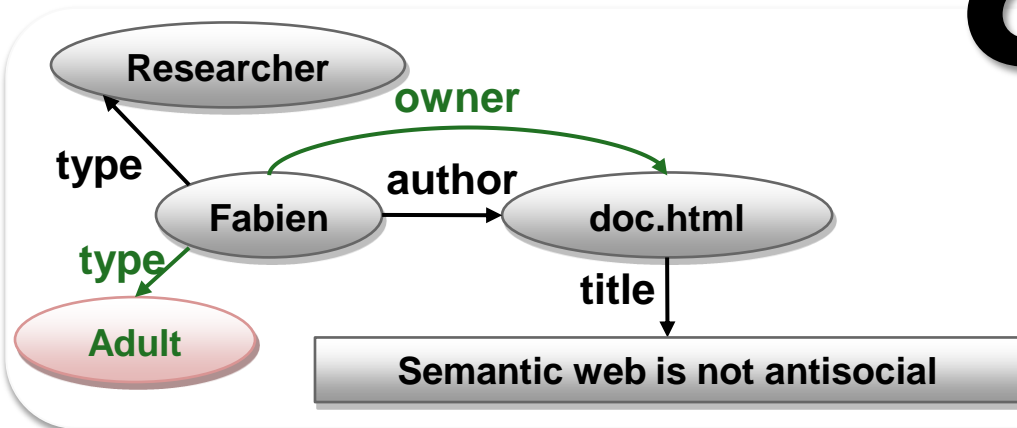 Researcher
owner
type
author
Fabien
doc.html
type
title
Adult
Semantic web is not antisocial